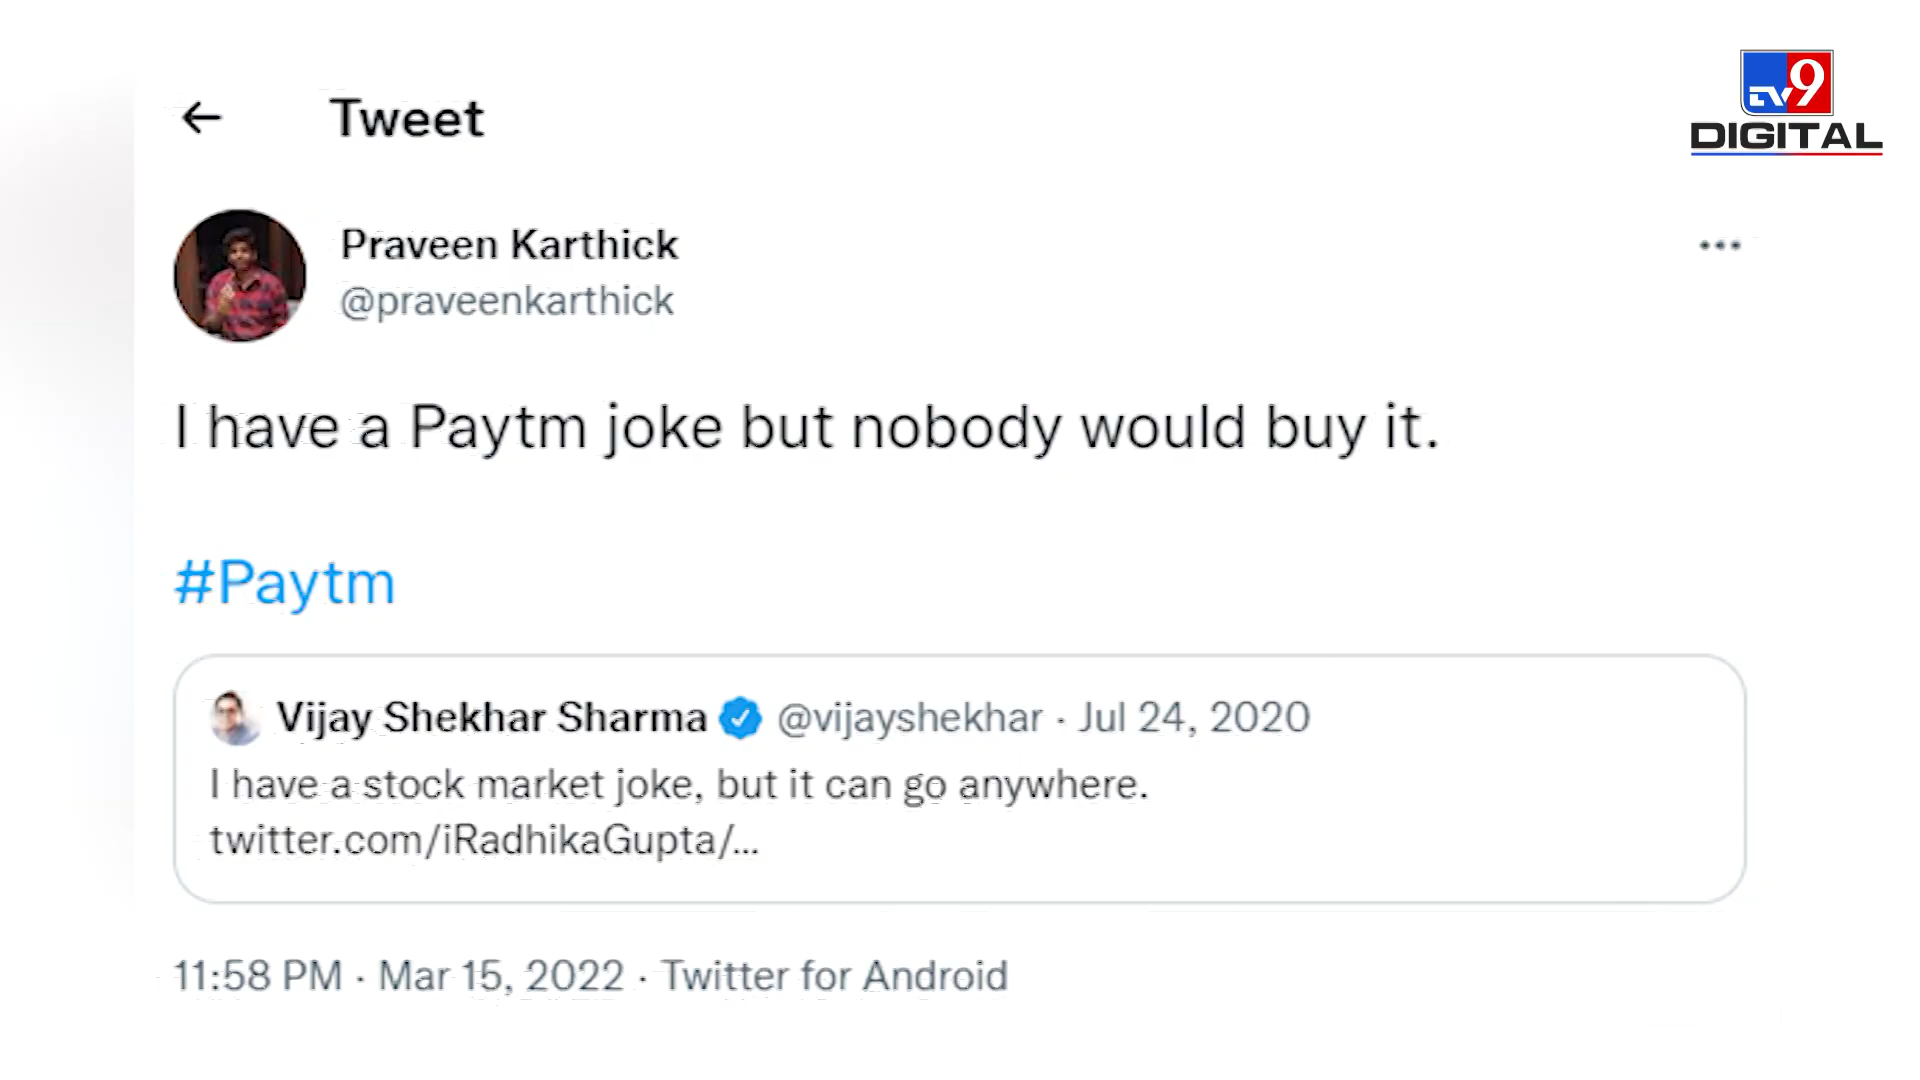 Tweet
TV9
DIGITAL
Praveen Karthick
@praveenkarthick
I have a Paytm joke but nobody would buy it.
#Paytm
Vijay Shekhar Sharma @vijayshekhar · Jul 24, 2020
I have a stock market joke, but it can go anywhere.
twitter.com/iRadhikaGupta/...
11:58 PM · Mar 15, 2022 · Twitter for Android